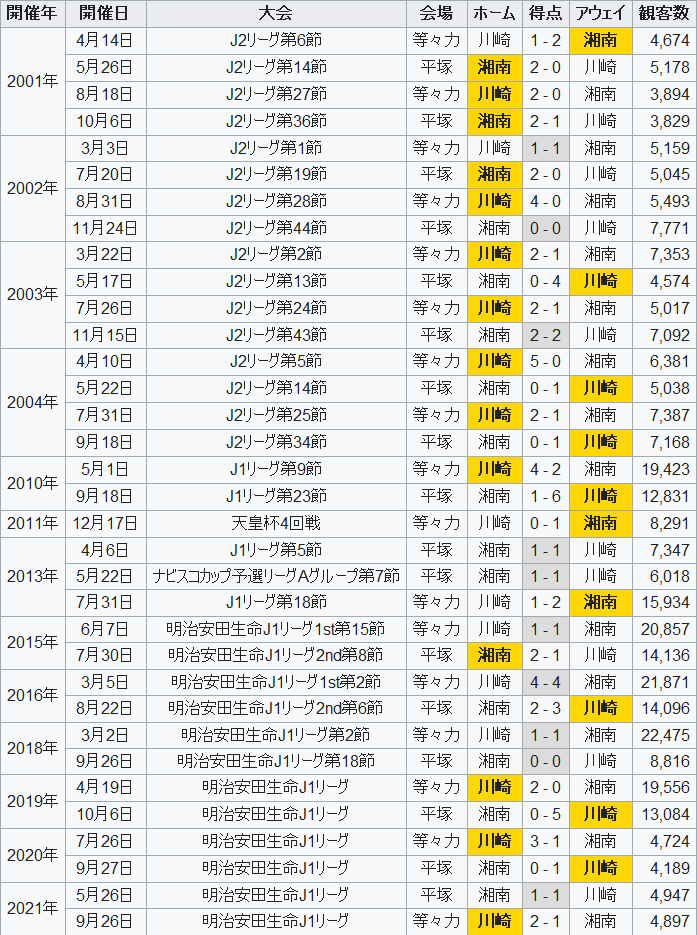 開催年 開催日 大会 会場 ホーム 得点 アウェイ 観客数
2001年 4月14日 J2リーグ第6節 等々力 川崎 1 - 2 湘南 4,674
5月26日 J2リーグ第14節 平塚 湘南 2 - 0 川崎 5,178
8月18日 J2リーグ第27節 等々力 川崎 2 - 0 湘南 3,894
10月6日 J2リーグ第36節 平塚 湘南 2 - 1 川崎 3,829
2002年 3月3日 J2リーグ第1節 等々力 川崎 1 - 1 湘南 5,159
7月20日 J2リーグ第19節 平塚 湘南 2 - 0 川崎 5,045
8月31日 J2リーグ第28節 等々力 川崎 4 - 0 湘南 5,493
11月24日 J2リーグ第44節 平塚 湘南 0 - 0 川崎 7,771
2003年 3月22日 J2リーグ第2節 等々力 川崎 2 - 1 湘南 7,353
5月17日 J2リーグ第13節 平塚 湘南 0 - 4 川崎 4,574
7月26日 J2リーグ第24節 等々力 川崎 2 - 1 湘南 5,017
11月15日 J2リーグ第43節 平塚 湘南 2 - 2 川崎 7,092
2004年 4月10日 J2リーグ第5節 等々力 川崎 5 - 0 湘南 6,381
5月22日 J2リーグ第14節 平塚 湘南 0 - 1 川崎 5,038
7月31日 J2リーグ第25節 等々力 川崎 2 - 1 湘南 7,387
9月18日 J2リーグ第34節 平塚 湘南 0 - 1 川崎 7,168
2010年 5月1日 J1リーグ第9節 等々力 川崎 4 - 2 湘南 19,423
9月18日 J1リーグ第23節 平塚 湘南 1 - 6 川崎 12,831
2011年 12月17日 天皇杯4回戦 等々力 川崎 0 - 1 湘南 8,291
2013年 4月6日 J1リーグ第5節 平塚 湘南 1 - 1 川崎 7,347
5月22日 ナビスコカップ予選リーグAグループ第7節 平塚 湘南 1 - 1 川崎 6,018
7月31日 J1リーグ第18節 等々力 川崎 1 - 2 湘南 15,934
2015年 6月7日 明治安田生命J1リーグ1st第15節 等々力 川崎 1 - 1 湘南 20,857
7月30日 明治安田生命J1リーグ2nd第8節 平塚 湘南 2 - 1 川崎 14,136
2016年 3月5日 明治安田生命J1リーグ1st第2節 等々力 川崎 4 - 4 湘南 21,871
8月22日 明治安田生命J1リーグ2nd第6節 平塚 湘南 2 - 3 川崎 14,096
2018年 3月2日 明治安田生命J1リーグ第2節 等々力 川崎 1 - 1 湘南 22,475
9月26日 明治安田生命J1リーグ第18節 平塚 湘南 0 - 0 川崎 8,816
2019年 4月19日 明治安田生命J1リーグ 等々力 川崎 2 - 0 湘南 19,556
10月6日 明治安田生命J1リーグ 平塚 湘南 0 - 5 川崎 13,084
2020年 7月26日 明治安田生命J1リーグ 等々力 川崎 3 - 1 湘南 4,724
9月27日 明治安田生命J1リーグ 平塚 湘南 0 - 1 川崎 4,189
2021年 5月26日 明治安田生命J1リーグ 平塚 湘南 1 - 1 川崎 4,947
9月26日 明治安田生命J1リーグ 等々力 川崎 2 - 1 湘南 4,897